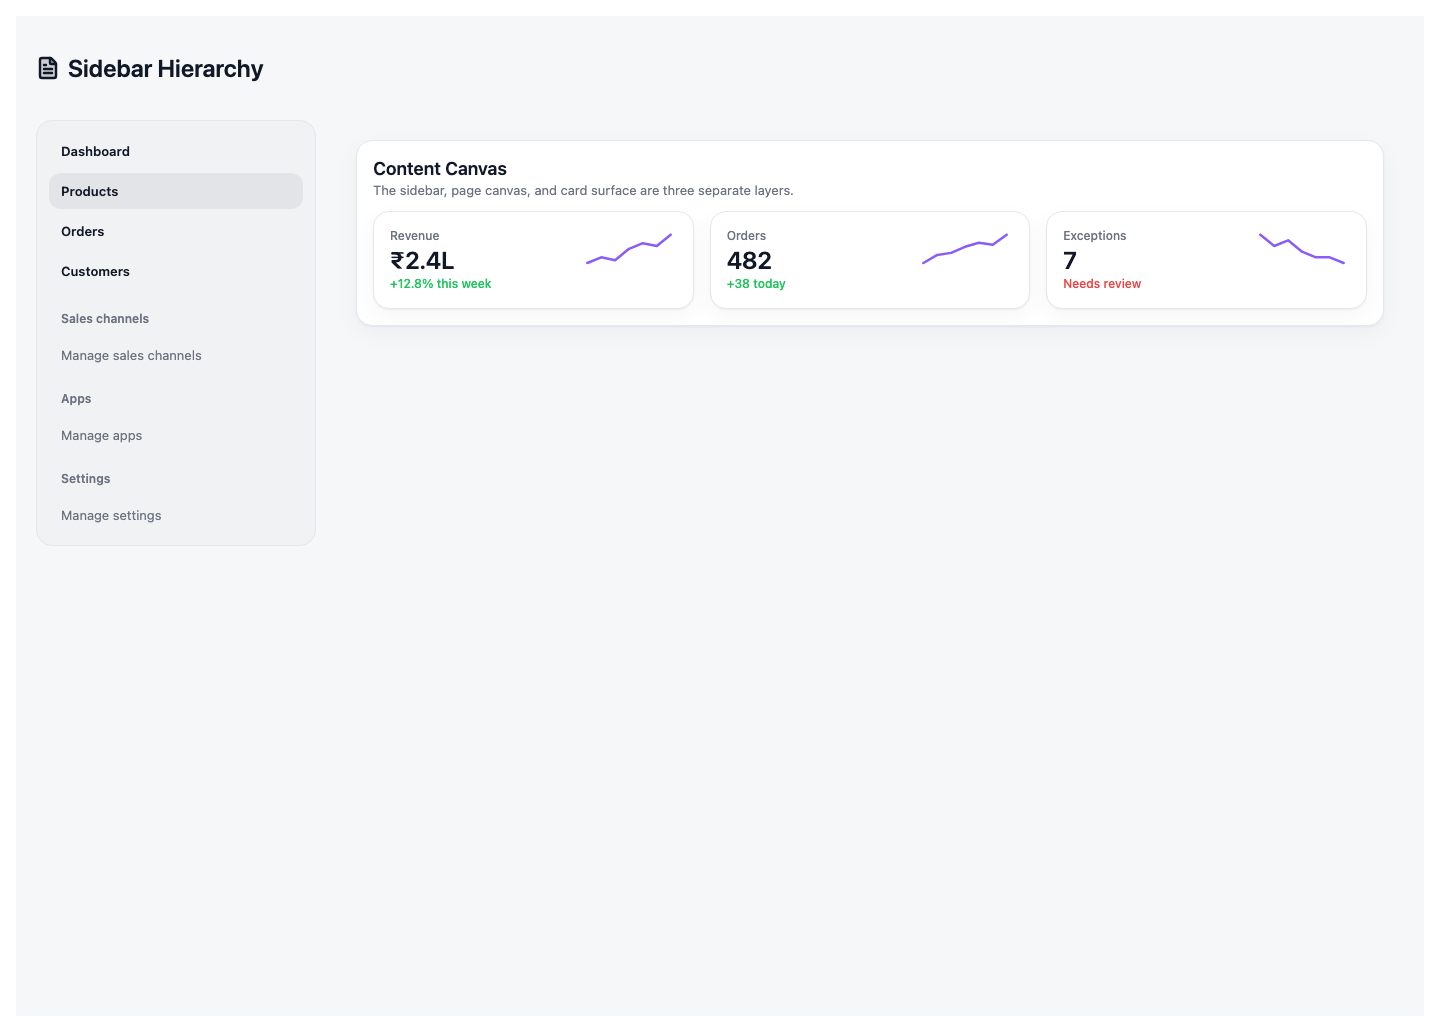 Sidebar Hierarchy
Dashboard
Products
Orders
Customers
Sales channels
Manage sales channels
Apps
Manage apps
Settings
Manage settings
Content Canvas
The sidebar, page canvas, and card surface are three separate layers.
Revenue
₹2.4L
+12.8% this week
Orders
482
+38 today
Exceptions
7
Needs review